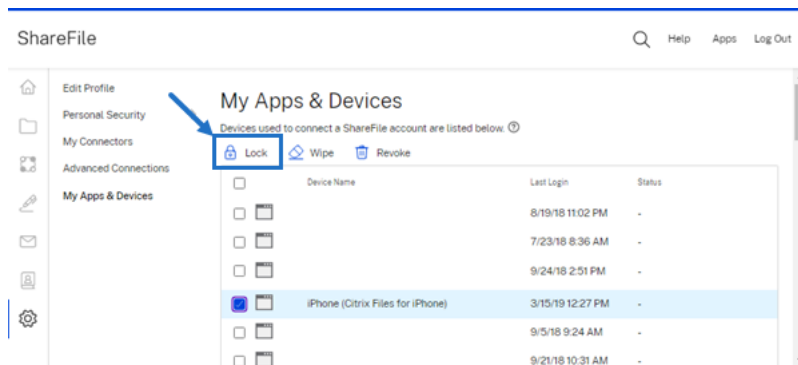 ShareFile
Help Apps Log Out
Edit Profile
Personal Security
My Connectors
Advanced Connections
My Apps & Devices
My Apps & Devices
Devices used to connect a ShareFile account are listed below. ?
Lock Wipe Revoke
Device Name Last Login Status
8/19/18 11:02 PM -
7/23/18 8:36 AM -
9/24/18 2:51 PM -
iPhone (Citrix Files for iPhone) 3/15/19 12:27 PM -
9/5/18 9:24 AM -
9/21/18 10:31 AM -